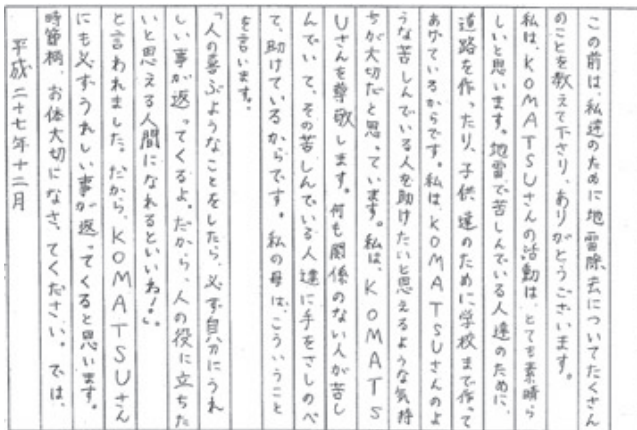 この前は、私達のために地雷除去についてたくさん
のことを教えて下さり、ありがとうございます。
私は、KOMATSUさんの活動は、とても素晴ら
しいと思います。地雷で苦しんでいる人達のために、
道路を作ったり、子供達のために学校まで作って
あげているからです。私は、KOMATSUさんのよ
うな苦しんでいる人を助けたいと思えるような気持
ちが大切だと思っています。私は、KOMATS
Uさんを尊敬します。何も関係のない人が苦し
んでいて、その苦しんでいる人達に手をさしのべ
て、助けているからです。私の母は、こういうこと
を言います。
「人の喜ぶようなことをしたら、必ず自分にうれ
しい事が返ってくるよ。だから、人の役に立ちた
いと思える人間になれるといいね!」。
と言われました。だから、KOMATSUさん
にも必ずうれしい事が返ってくると思います。
時節柄、お体大切になさってください。では、
平成二十七年十二月